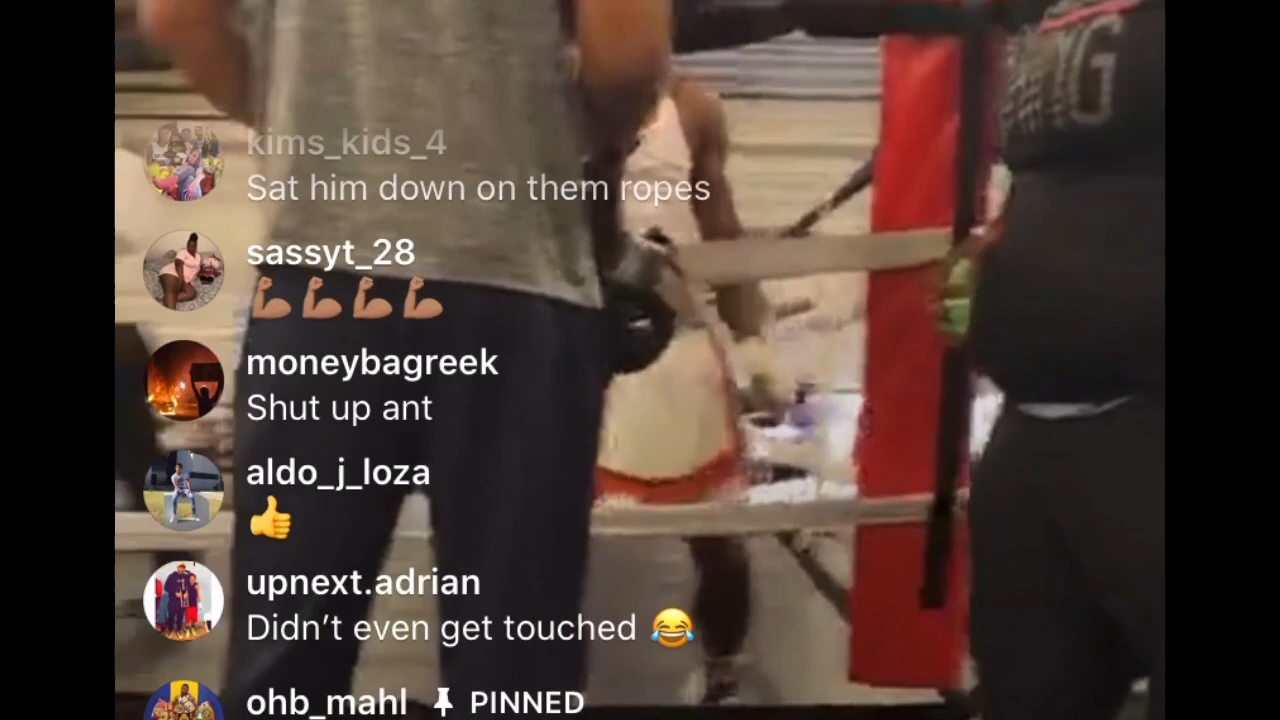 kims_kids_4
Sat him down on them ropes
sassyt_28
💪🏽💪🏽💪🏽💪🏽
moneybagreek
Shut up ant
aldo_j_loza
👍
upnext.adrian
Didn’t even get touched 😂
ohb_mahl 📌 PINNED